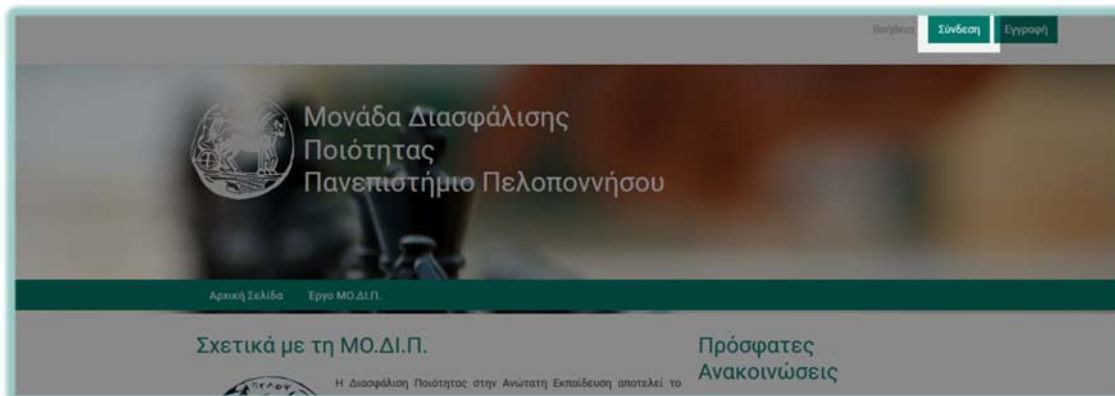 Βοήθεια Σύνδεση Εγγραφή
Μονάδα Διασφάλισης
Ποιότητας
Πανεπιστήμιο Πελοποννήσου
Αρχική Σελίδα Έργο ΜΟ.ΔΙ.Π.
Σχετικά με τη ΜΟ.ΔΙ.Π.
Πρόσφατες
Ανακοινώσεις
Η Διασφάλιση Ποιότητας στην Ανώτατη Εκπαίδευση αποτελεί το